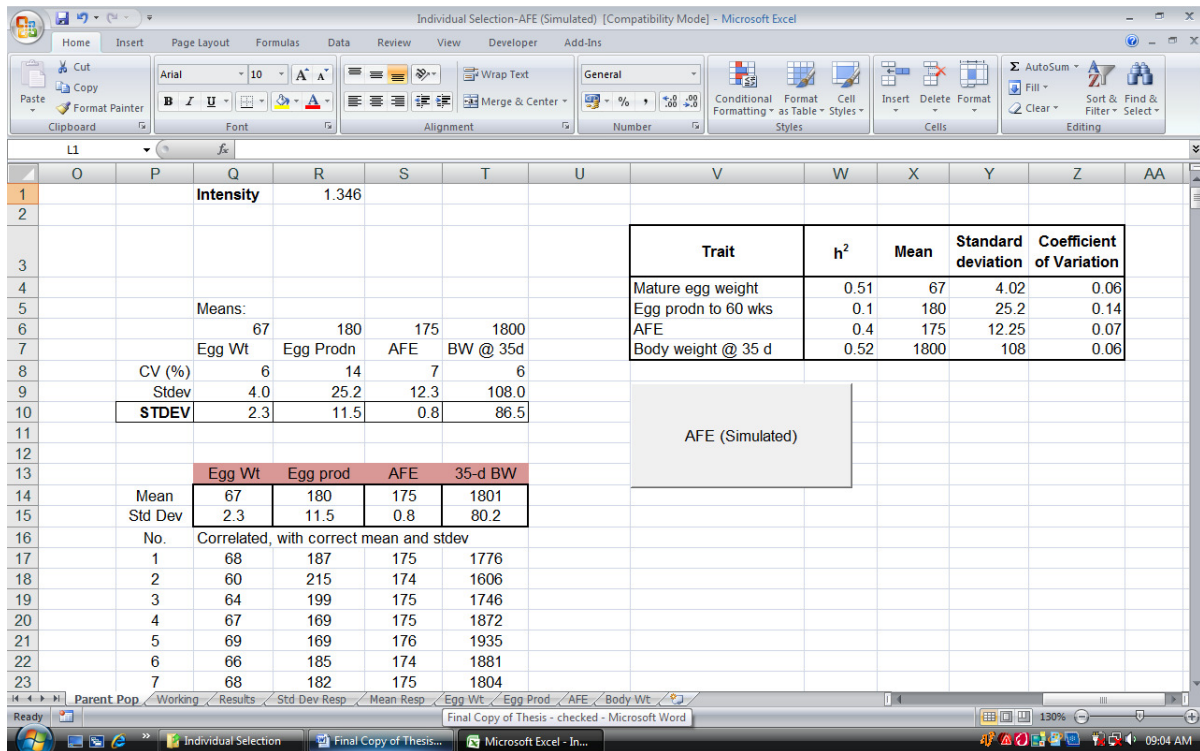 Individual Selection-AFE (Simulated) [Compatibility Mode] - Microsoft Excel
Home Insert Page Layout Formulas Data Review View Developer Add-Ins
Cut
Copy
Format Painter
Paste
Clipboard
Arial 10
B I U
Font
Wrap Text
Merge & Center
Alignment
General
% ,
Number
Conditional Formatting
Format as Table
Cell Styles
Styles
Insert Delete Format
Cells
Σ AutoSum
Fill
Clear
Sort & Filter
Find & Select
Editing
L1 fx
O P Q R S T U V W X Y Z AA
1 Intensity 1.346
2
3 Trait h² Mean Standard deviation Coefficient of Variation
4 Mature egg weight 0.51 67 4.02 0.06
5 Means: Egg prodn to 60 wks 0.1 180 25.2 0.14
6 67 180 175 1800 AFE 0.4 175 12.25 0.07
7 Egg Wt Egg Prodn AFE BW @ 35d Body weight @ 35 d 0.52 1800 108 0.06
8 CV (%) 6 14 7 6
9 Stdev 4.0 25.2 12.3 108.0
10 STDEV 2.3 11.5 0.8 86.5
11 AFE (Simulated)
12
13 Egg Wt Egg prod AFE 35-d BW
14 Mean 67 180 175 1801
15 Std Dev 2.3 11.5 0.8 80.2
16 No. Correlated, with correct mean and stdev
17 1 68 187 175 1776
18 2 60 215 174 1606
19 3 64 199 175 1746
20 4 67 169 175 1872
21 5 69 169 176 1935
22 6 66 185 174 1881
23 7 68 182 175 1804
Parent Pop Working Results Std Dev Resp Mean Resp Egg Wt Egg Prod AFE Body Wt
Ready Final Copy of Thesis - checked - Microsoft Word 130%
Individual Selection Final Copy of Thesis... Microsoft Excel - In... 09:04 AM